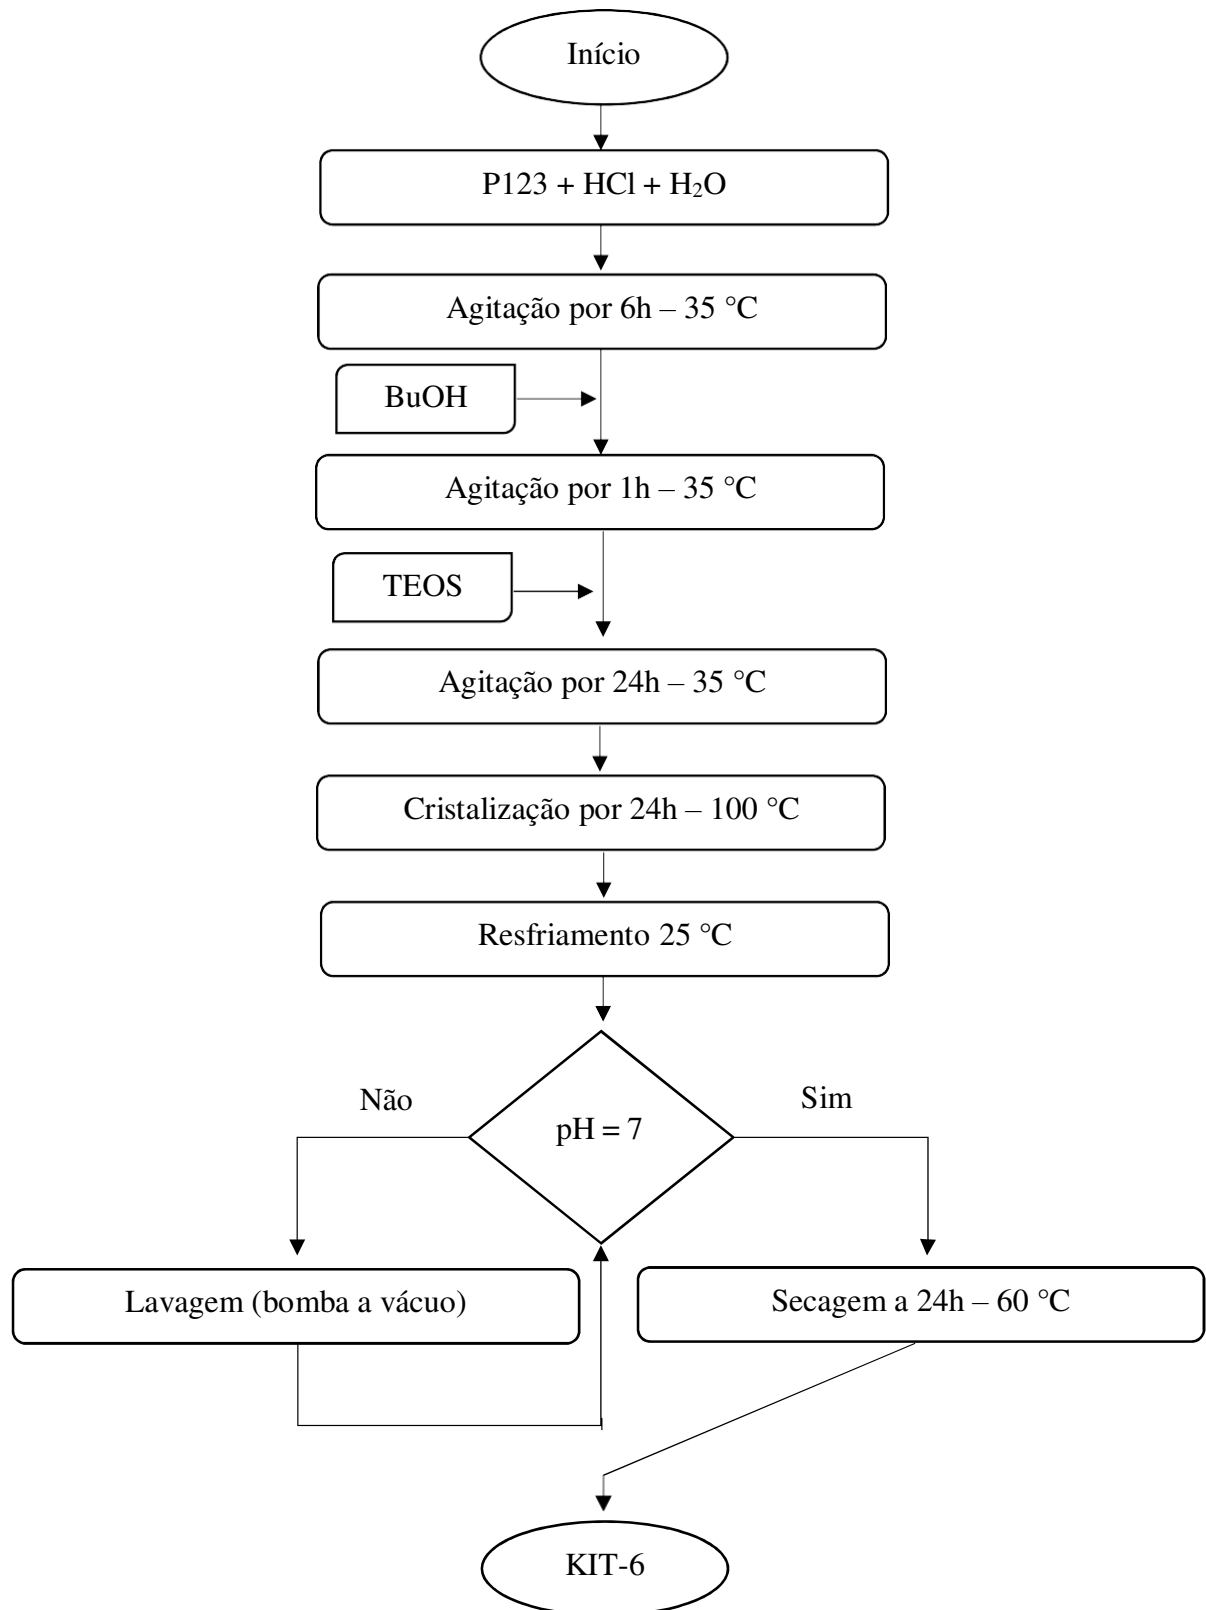 Início
P123 + HCl + H₂O
Agitação por 6h – 35 °C
BuOH
Agitação por 1h – 35 °C
TEOS
Agitação por 24h – 35 °C
Cristalização por 24h – 100 °C
Resfriamento 25 °C
Não
Sim
pH = 7
Lavagem (bomba a vácuo)
Secagem a 24h – 60 °C
KIT-6